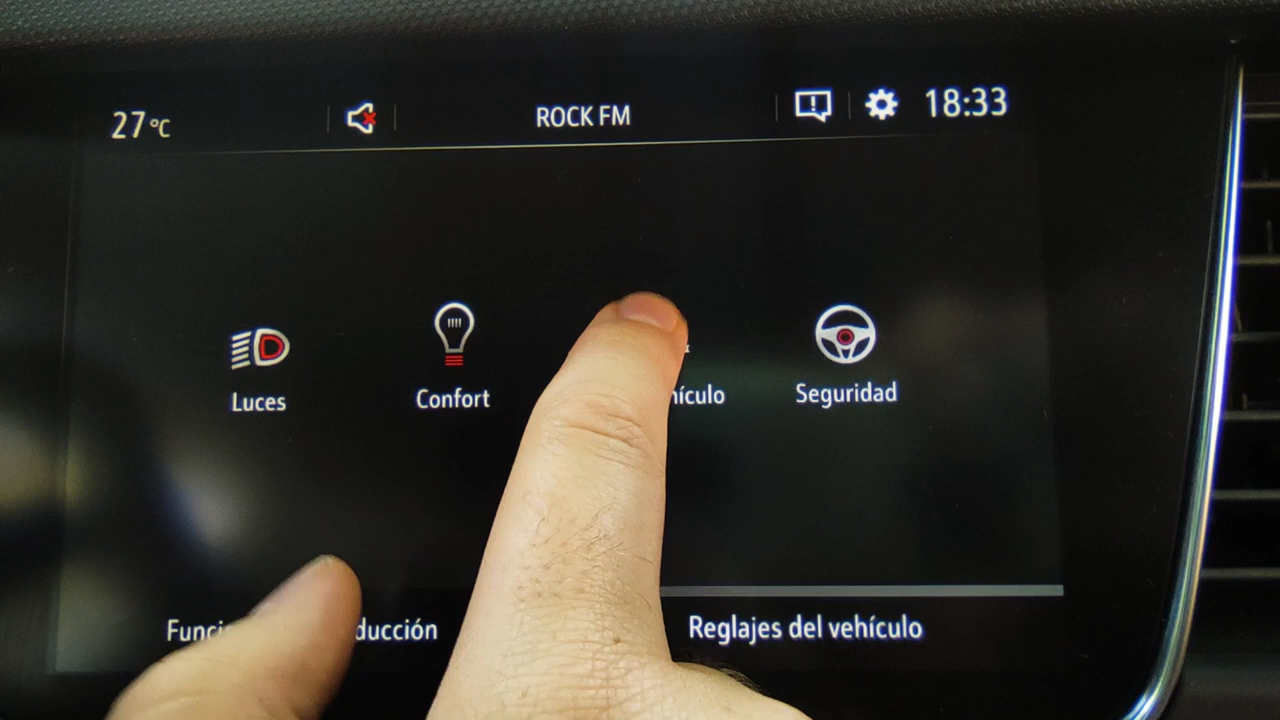 27°C
ROCK FM
18:33
Luces
Confort
Seguridad
Reglajes del vehículo